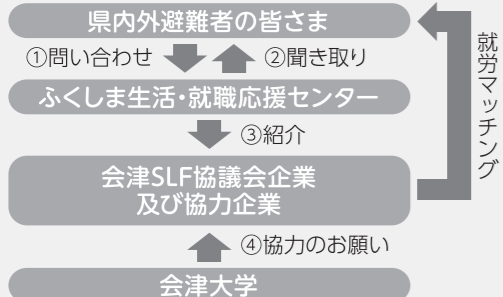 県内外避難者の皆さま
①問い合わせ ②聞き取り
ふくしま生活・就職応援センター
③紹介
会津SLF協議会企業
及び協力企業
④協力のお願い
会津大学
就労マッチング